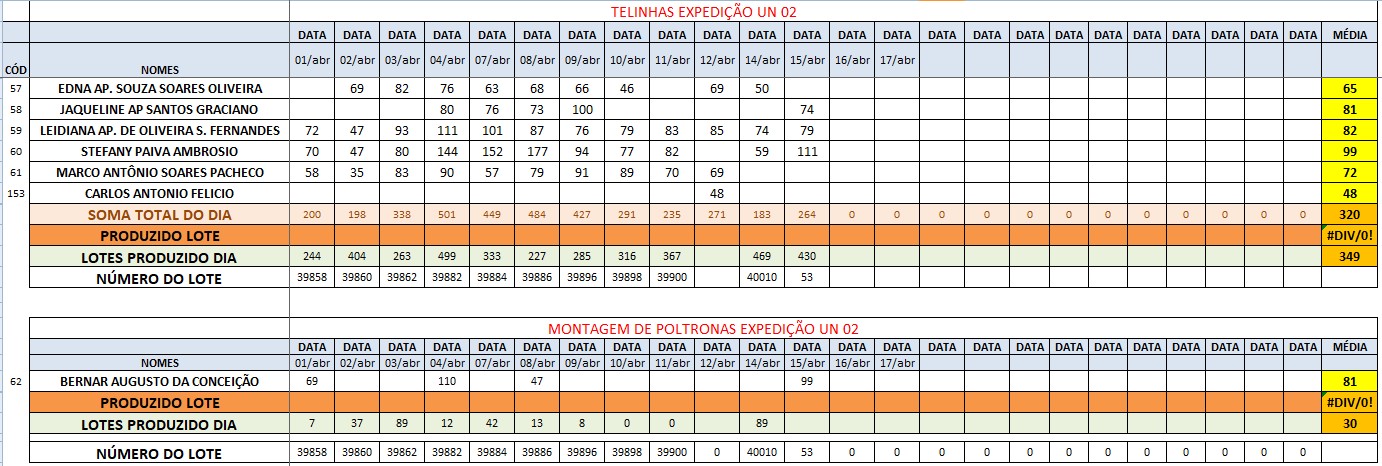 TELINHAS EXPEDIÇÃO UN 02
DATA DATA DATA DATA DATA DATA DATA DATA DATA DATA DATA DATA DATA DATA DATA DATA DATA DATA DATA DATA DATA DATA DATA MÉDIA
CÓD NOMES 01/abr 02/abr 03/abr 04/abr 07/abr 08/abr 09/abr 10/abr 11/abr 12/abr 14/abr 15/abr 16/abr 17/abr
57 EDNA AP. SOUZA SOARES OLIVEIRA 69 82 76 63 68 66 46 69 50 65
58 JAQUELINE AP SANTOS GRACIANO 80 76 73 100 74 81
59 LEIDIANA AP. DE OLIVEIRA S. FERNANDES 72 47 93 111 101 87 76 79 83 85 74 79 82
60 STEFANY PAIVA AMBROSIO 70 47 80 144 152 177 94 77 82 59 111 99
61 MARCO ANTÔNIO SOARES PACHECO 58 35 83 90 57 79 91 89 70 69 72
153 CARLOS ANTONIO FELICIO 48 48
SOMA TOTAL DO DIA 200 198 338 501 449 484 427 291 235 271 183 264 0 0 0 0 0 0 0 0 0 0 0 320
PRODUZIDO LOTE #DIV/0!
LOTES PRODUZIDO DIA 244 404 263 499 333 227 285 316 367 469 430 349
NÚMERO DO LOTE 39858 39860 39862 39882 39884 39886 39896 39898 39900 40010 53
MONTAGEM DE POLTRONAS EXPEDIÇÃO UN 02
DATA DATA DATA DATA DATA DATA DATA DATA DATA DATA DATA DATA DATA DATA DATA DATA DATA DATA DATA DATA DATA DATA DATA MÉDIA
NOMES 01/abr 02/abr 03/abr 04/abr 07/abr 08/abr 09/abr 10/abr 11/abr 12/abr 14/abr 15/abr 16/abr 17/abr
62 BERNAR AUGUSTO DA CONCEIÇÃO 69 110 47 99 81
PRODUZIDO LOTE #DIV/0!
LOTES PRODUZIDO DIA 7 37 89 12 42 13 8 0 0 89 30
NÚMERO DO LOTE 39858 39860 39862 39882 39884 39886 39896 39898 39900 0 40010 53 0 0 0 0 0 0 0 0 0 0 0